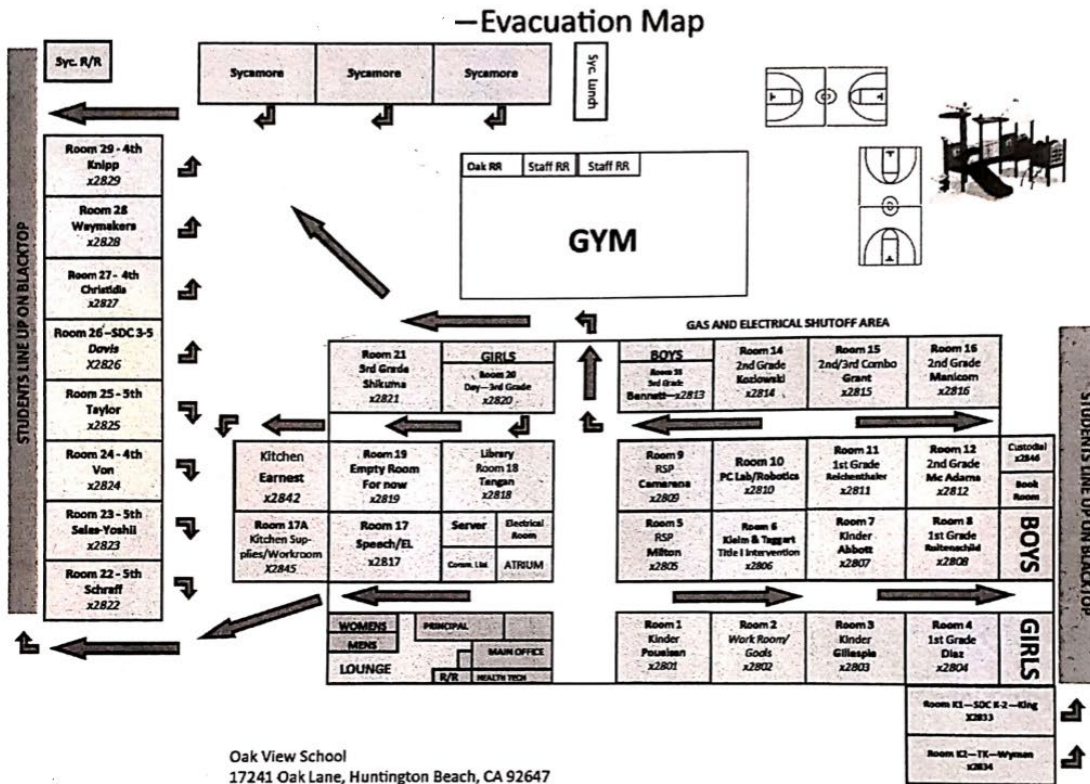 —Evacuation Map
Syc. R/R
Sycamore
Sycamore
Sycamore
Syc. Lunch
STUDENTS LINE UP ON BLACKTOP
Room 29 - 4th
Knipp
x2829
Room 28
Waymakers
x2828
Room 27 - 4th
Christidis
x2827
Room 26 –SDC 3-5
Davis
X2826
Room 25 - 5th
Taylor
x2825
Room 24 - 4th
Von
x2824
Room 23 - 5th
Salas-Yoshii
x2823
Room 22 - 5th
Schraff
x2822
Oak RR
Staff RR
Staff RR
GYM
GAS AND ELECTRICAL SHUTOFF AREA
Room 21
3rd Grade
Shikuma
x2821
GIRLS
Room 20
Day—3rd Grade
x2820
BOYS
3rd Grade
Bennett—x2813
Room 14
2nd Grade
Kozlowski
x2814
Room 15
2nd/3rd Combo
Grant
x2815
Room 16
2nd Grade
Manicom
x2816
Kitchen
Earnest
x2842
Room 19
Empty Room
For now
x2819
Library
Room 18
Tangan
x2818
Room 9
RSP
Camarena
x2809
Room 10
PC Lab/Robotics
x2810
Room 11
1st Grade
Reichenthaler
x2811
Room 12
2nd Grade
Mc Adams
x2812
Custodial
x2846
Book
Room
Room 17A
Kitchen Sup-
plies/Workroom
X2845
Room 17
Speech/EL
x2817
Server
Electrical
Room
Comm. List
ATRIUM
Room 5
RSP
Milton
x2805
Room 6
Kleim & Taggart
Title I Intervention
x2806
Room 7
Kinder
Abbott
x2807
Room 8
1st Grade
x2808
BOYS
WOMENS
MENS
LOUNGE
PRINCIPAL
MAIN OFFICE
R/R
HEALTH TECH
Room 1
Kinder
Poulsen
x2801
Room 2
Work Room/
Goals
x2802
Room 3
Kinder
Gillespie
x2803
Room 4
1st Grade
Diaz
x2804
GIRLS
STUDENTS LINE UP ON BLACKTOP
Room K1—SDC K-2—King
X2833
Room K2—TK—Wyman
x2834
Oak View School
17241 Oak Lane, Huntington Beach, CA 92647